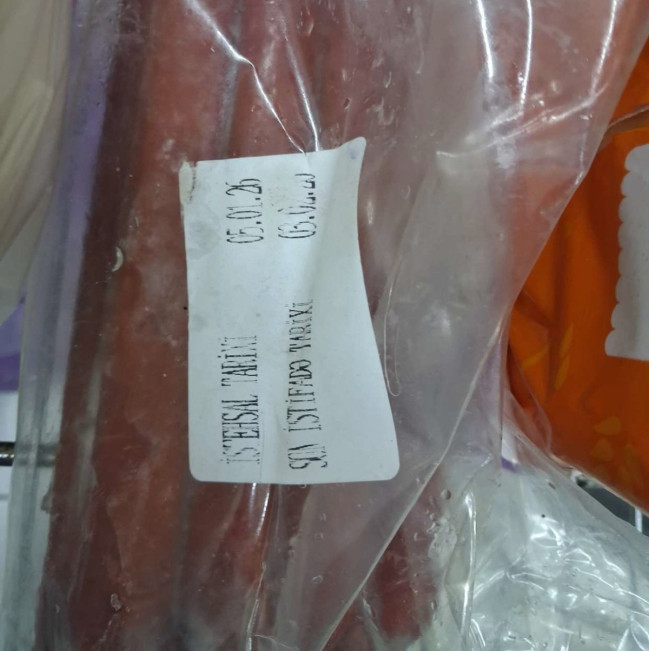 İSTEHSAL TARİXİ 05.01.26
SON İSTİFADƏ TARİXİ